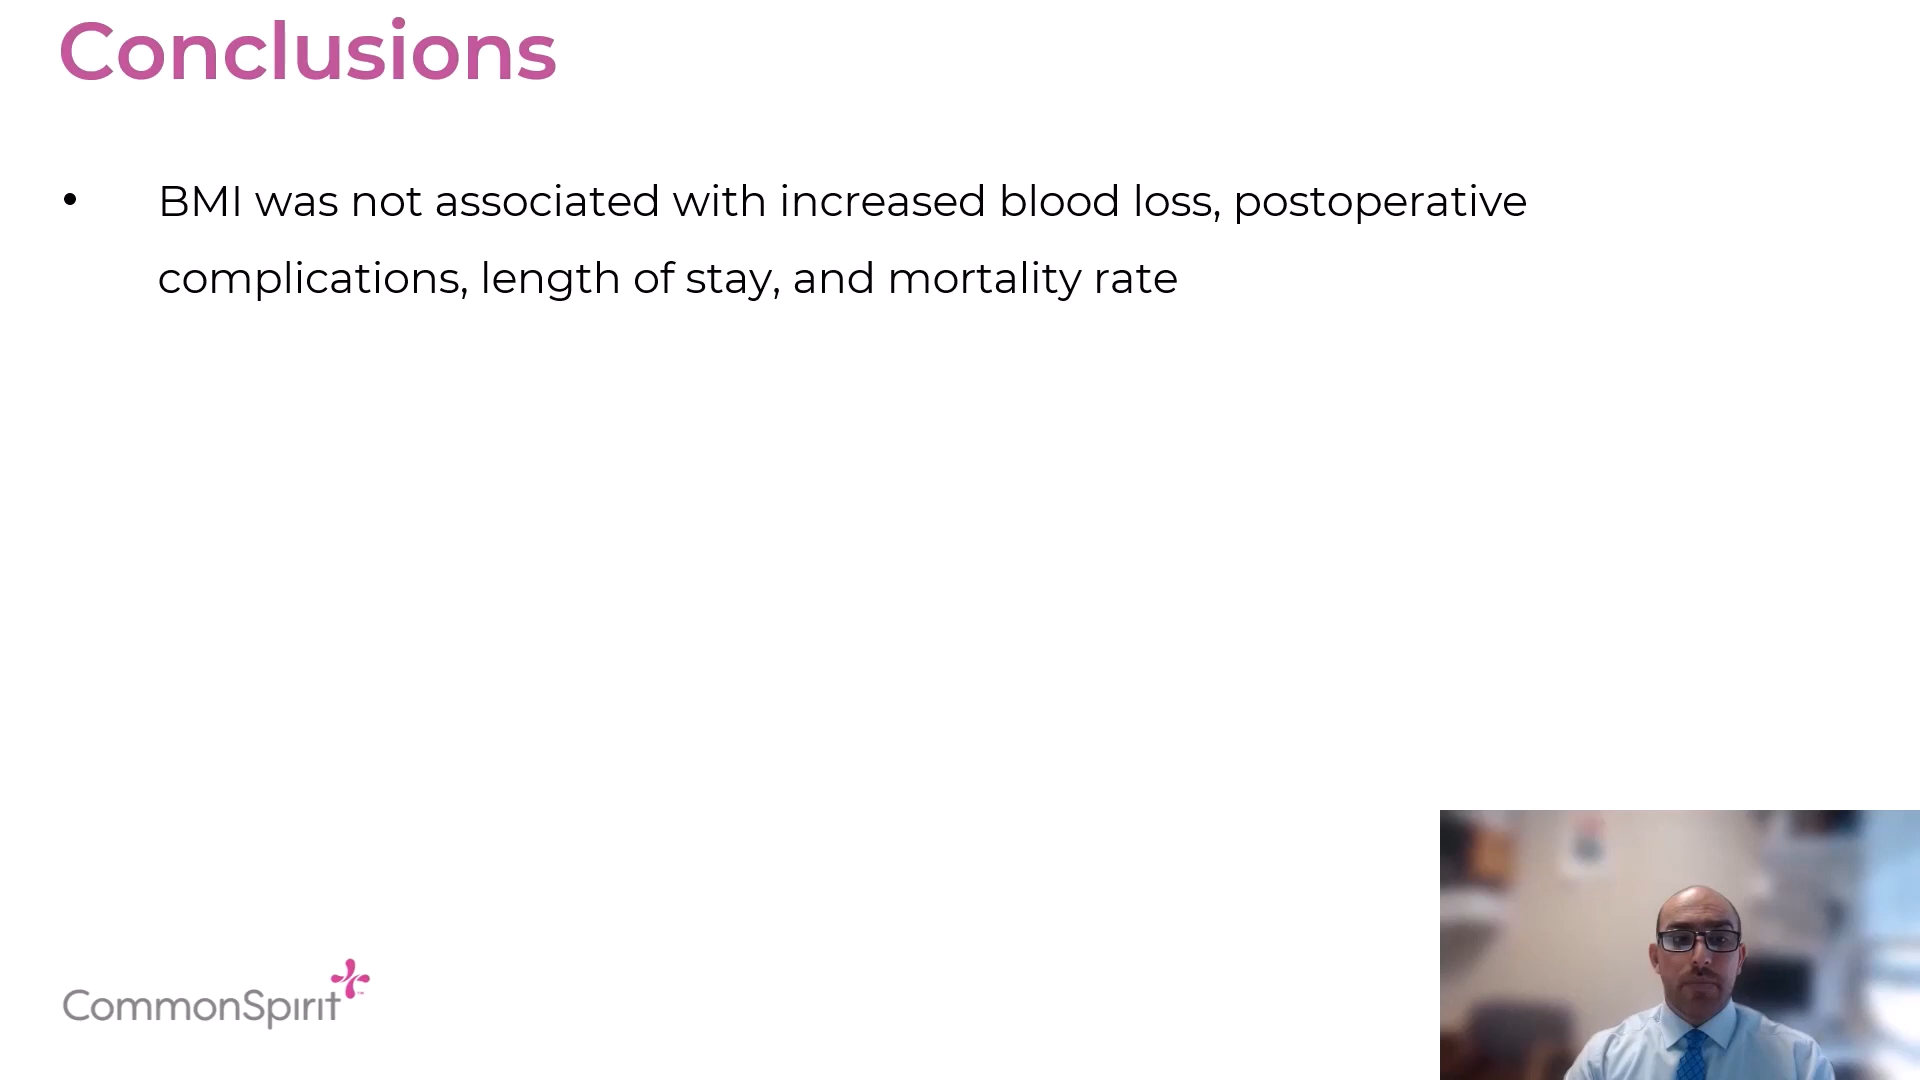 Conclusions
• BMI was not associated with increased blood loss, postoperative
complications, length of stay, and mortality rate
CommonSpirit